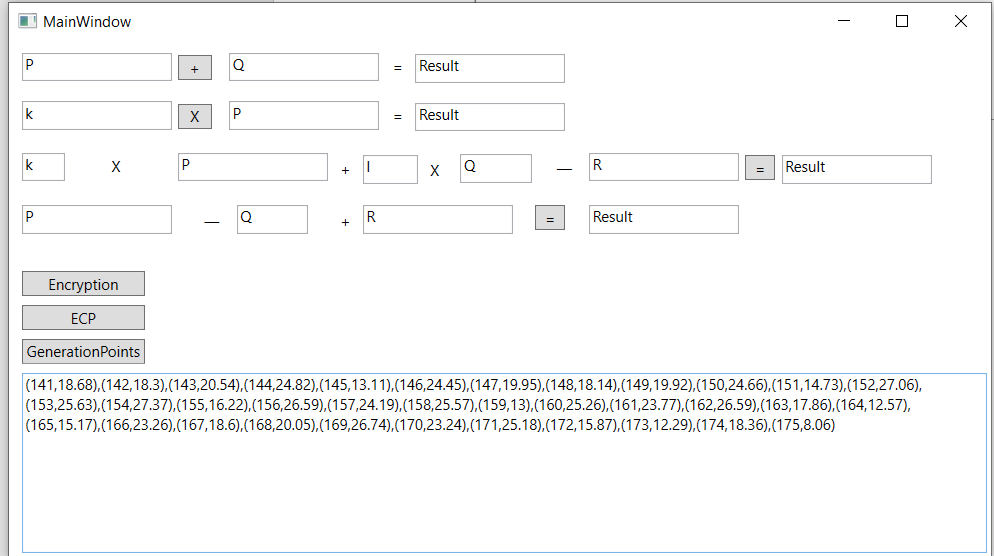 MainWindow
P + Q = Result
k X P = Result
k X P + I X Q — R = Result
P — Q + R = Result
Encryption
ECP
GenerationPoints
(141,18.68),(142,18.3),(143,20.54),(144,24.82),(145,13.11),(146,24.45),(147,19.95),(148,18.14),(149,19.92),(150,24.66),(151,14.73),(152,27.06),
(153,25.63),(154,27.37),(155,16.22),(156,26.59),(157,24.19),(158,25.57),(159,13),(160,25.26),(161,23.77),(162,26.59),(163,17.86),(164,12.57),
(165,15.17),(166,23.26),(167,18.6),(168,20.05),(169,26.74),(170,23.24),(171,25.18),(172,15.87),(173,12.29),(174,18.36),(175,8.06)